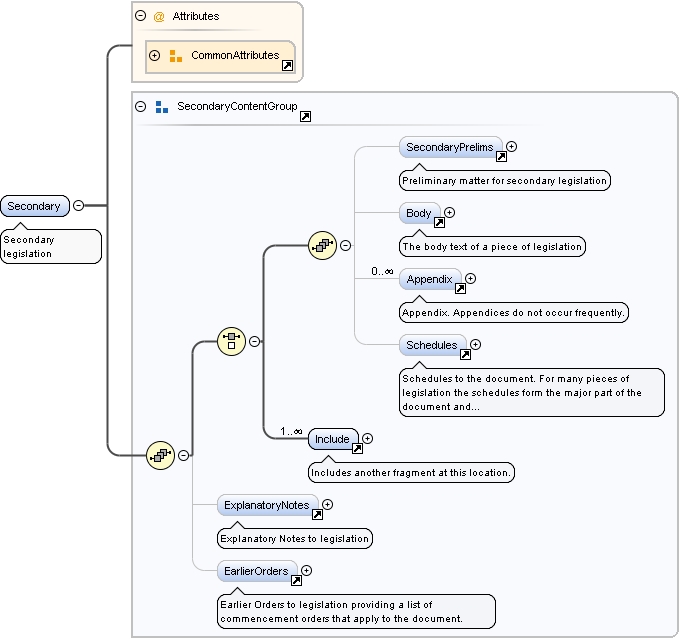 Attributes
CommonAttributes
SecondaryContentGroup
SecondaryPrelims
Preliminary matter for secondary legislation
Body
The body text of a piece of legislation
0..∞
Appendix
Appendix. Appendices do not occur frequently.
Schedules
Schedules to the document. For many pieces of
legislation the schedules form the major part of the
document and...
Secondary
Secondary
legislation
1..∞
Include
Includes another fragment at this location.
ExplanatoryNotes
Explanatory Notes to legislation
EarlierOrders
Earlier Orders to legislation providing a list of
commencement orders that apply to the document.